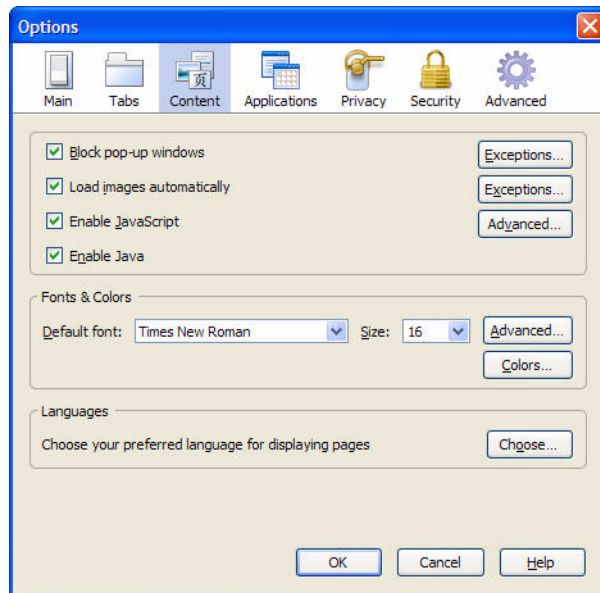 Options
Main Tabs Content Applications Privacy Security Advanced
页
Block pop-up windows Exceptions...
Load images automatically Exceptions...
Enable JavaScript Advanced...
Enable Java
Fonts & Colors
Default font: Times New Roman Size: 16 Advanced...
Colors...
Languages
Choose your preferred language for displaying pages Choose...
OK Cancel Help